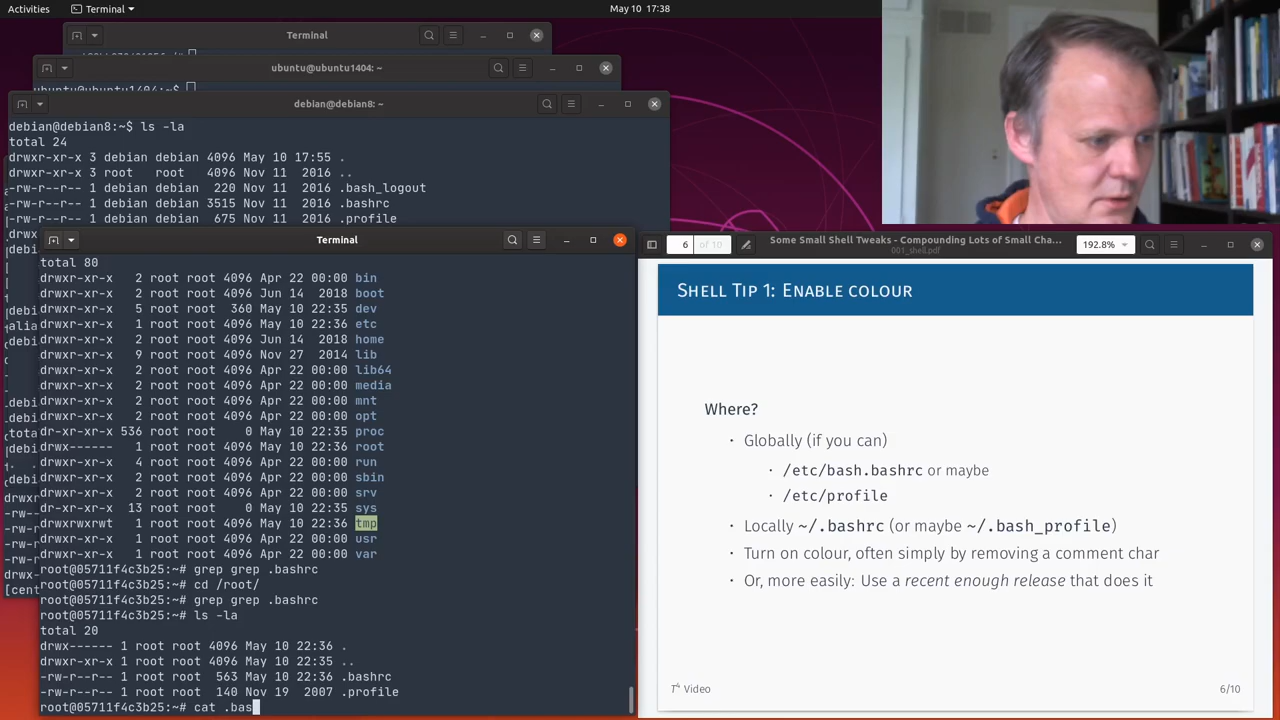 Activities
Terminal
May 10 17:38
Terminal
ubuntu@ubuntu1404: ~
ubuntu@ubuntu1404:~$
debian@debian8: ~
debian@debian8:~$ ls -la
total 24
drwxr-xr-x 3 debian debian 4096 May 10 17:55 .
drwxr-xr-x 3 root   root   4096 Nov 11  2016 ..
-rw-r--r-- 1 debian debian  220 Nov 11  2016 .bash_logout
-rw-r--r-- 1 debian debian 3515 Nov 11  2016 .bashrc
-rw-r--r-- 1 debian debian  675 Nov 11  2016 .profile
Terminal
total 80
drwxr-xr-x   2 root root 4096 Apr 22 00:00 bin
drwxr-xr-x   2 root root 4096 Jun 14  2018 boot
drwxr-xr-x   5 root root  360 May 10 22:35 dev
drwxr-xr-x   1 root root 4096 May 10 22:36 etc
drwxr-xr-x   2 root root 4096 Jun 14  2018 home
drwxr-xr-x   9 root root 4096 Nov 27  2014 lib
drwxr-xr-x   2 root root 4096 Apr 22 00:00 lib64
drwxr-xr-x   2 root root 4096 Apr 22 00:00 media
drwxr-xr-x   2 root root 4096 Apr 22 00:00 mnt
drwxr-xr-x   2 root root 4096 Apr 22 00:00 opt
dr-xr-xr-x 536 root root    0 May 10 22:35 proc
drwx------   1 root root 4096 May 10 22:36 root
drwxr-xr-x   4 root root 4096 Apr 22 00:00 run
drwxr-xr-x   2 root root 4096 Apr 22 00:00 sbin
drwxr-xr-x   2 root root 4096 Apr 22 00:00 srv
dr-xr-xr-x  13 root root    0 May 10 22:35 sys
drwxrwxrwt   1 root root 4096 May 10 22:36 tmp
drwxr-xr-x   1 root root 4096 Apr 22 00:00 usr
drwxr-xr-x   1 root root 4096 Apr 22 00:00 var
root@05711f4c3b25:~# grep grep .bashrc
root@05711f4c3b25:~# cd /root/
root@05711f4c3b25:~# grep grep .bashrc
root@05711f4c3b25:~# ls -la
total 20
drwx------ 1 root root 4096 May 10 22:36 .
drwxr-xr-x 1 root root 4096 May 10 22:35 ..
-rw-r--r-- 1 root root  563 May 10 22:36 .bashrc
-rw-r--r-- 1 root root  140 Nov 19  2007 .profile
root@05711f4c3b25:~# cat .bas
6 of 10
Some Small Shell Tweaks - Compounding Lots of Small Cha...
001_shell.pdf
192.8%
Shell Tip 1: Enable colour
Where?
· Globally (if you can)
· /etc/bash.bashrc or maybe
· /etc/profile
· Locally ~/.bashrc (or maybe ~/.bash_profile)
· Turn on colour, often simply by removing a comment char
· Or, more easily: Use a recent enough release that does it
T⁴ Video
6/10